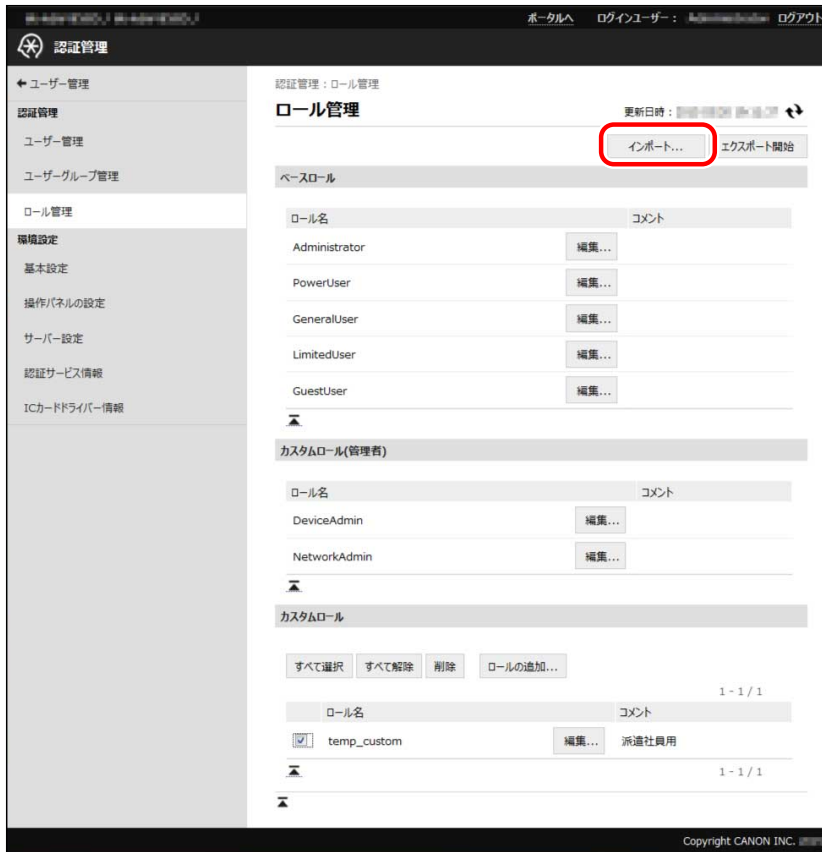 ポータルへ ログインユーザー： ログアウト
認証管理
ユーザー管理
認証管理
ユーザー管理
ユーザーグループ管理
ロール管理
環境設定
基本設定
操作パネルの設定
サーバー設定
認証サービス情報
ICカードドライバー情報
認証管理：ロール管理
ロール管理
更新日時：
インポート... エクスポート開始
ベースロール
ロール名 コメント
Administrator 編集...
PowerUser 編集...
GeneralUser 編集...
LimitedUser 編集...
GuestUser 編集...
カスタムロール(管理者)
ロール名 コメント
DeviceAdmin 編集...
NetworkAdmin 編集...
カスタムロール
すべて選択 すべて解除 削除 ロールの追加...
1 - 1 / 1
ロール名 コメント
temp_custom 編集... 派遣社員用
1 - 1 / 1
Copyright CANON INC.